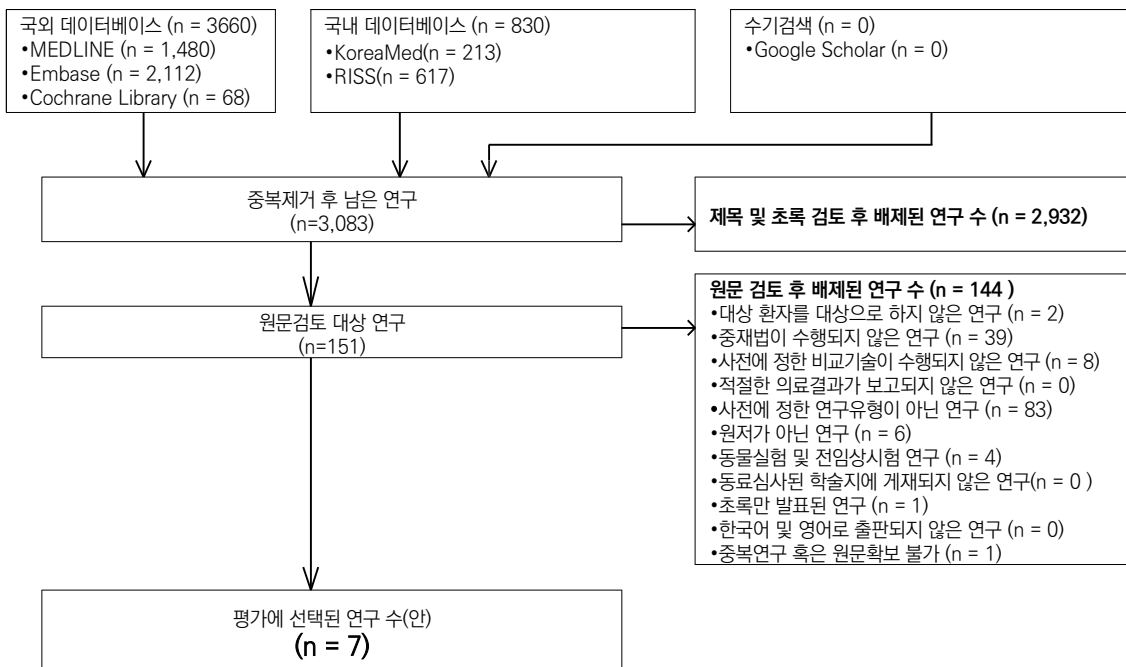 국외 데이터베이스 (n = 3660)
•MEDLINE (n = 1,480)
•Embase (n = 2,112)
•Cochrane Library (n = 68)
국내 데이터베이스 (n = 830)
•KoreaMed(n = 213)
•RISS(n = 617)
수기검색 (n = 0)
•Google Scholar (n = 0)
중복제거 후 남은 연구
(n=3,083)
제목 및 초록 검토 후 배제된 연구 수 (n = 2,932)
원문검토 대상 연구
(n=151)
원문 검토 후 배제된 연구 수 (n = 144 )
•대상 환자를 대상으로 하지 않은 연구 (n = 2)
•중재법이 수행되지 않은 연구 (n = 39)
•사전에 정한 비교기술이 수행되지 않은 연구 (n = 8)
•적절한 의료결과가 보고되지 않은 연구 (n = 0)
•사전에 정한 연구유형이 아닌 연구 (n = 83)
•원저가 아닌 연구 (n = 6)
•동물실험 및 전임상시험 연구 (n = 4)
•동료심사된 학술지에 게재되지 않은 연구(n = 0 )
•초록만 발표된 연구 (n = 1)
•한국어 및 영어로 출판되지 않은 연구 (n = 0)
•중복연구 혹은 원문확보 불가 (n = 1)
평가에 선택된 연구 수(안)
(n = 7)